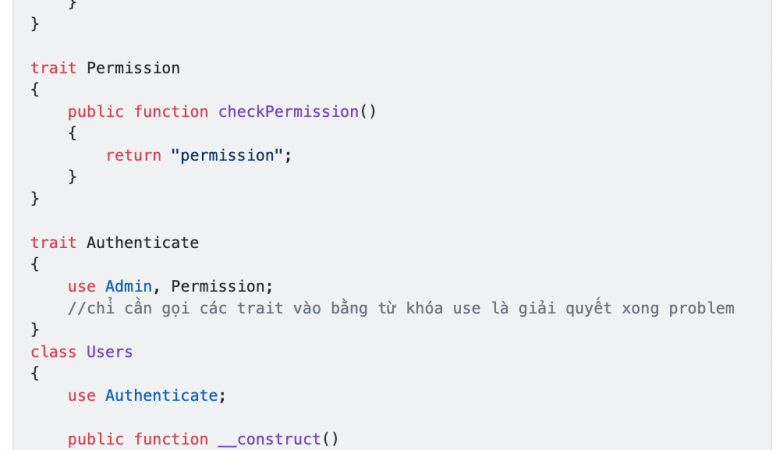 }
}
trait Permission
{
public function checkPermission()
{
return "permission";
}
}
trait Authenticate
{
use Admin, Permission;
//chỉ cần gọi các trait vào bằng từ khóa use là giải quyết xong problem
}
class Users
{
use Authenticate;
public function __construct()